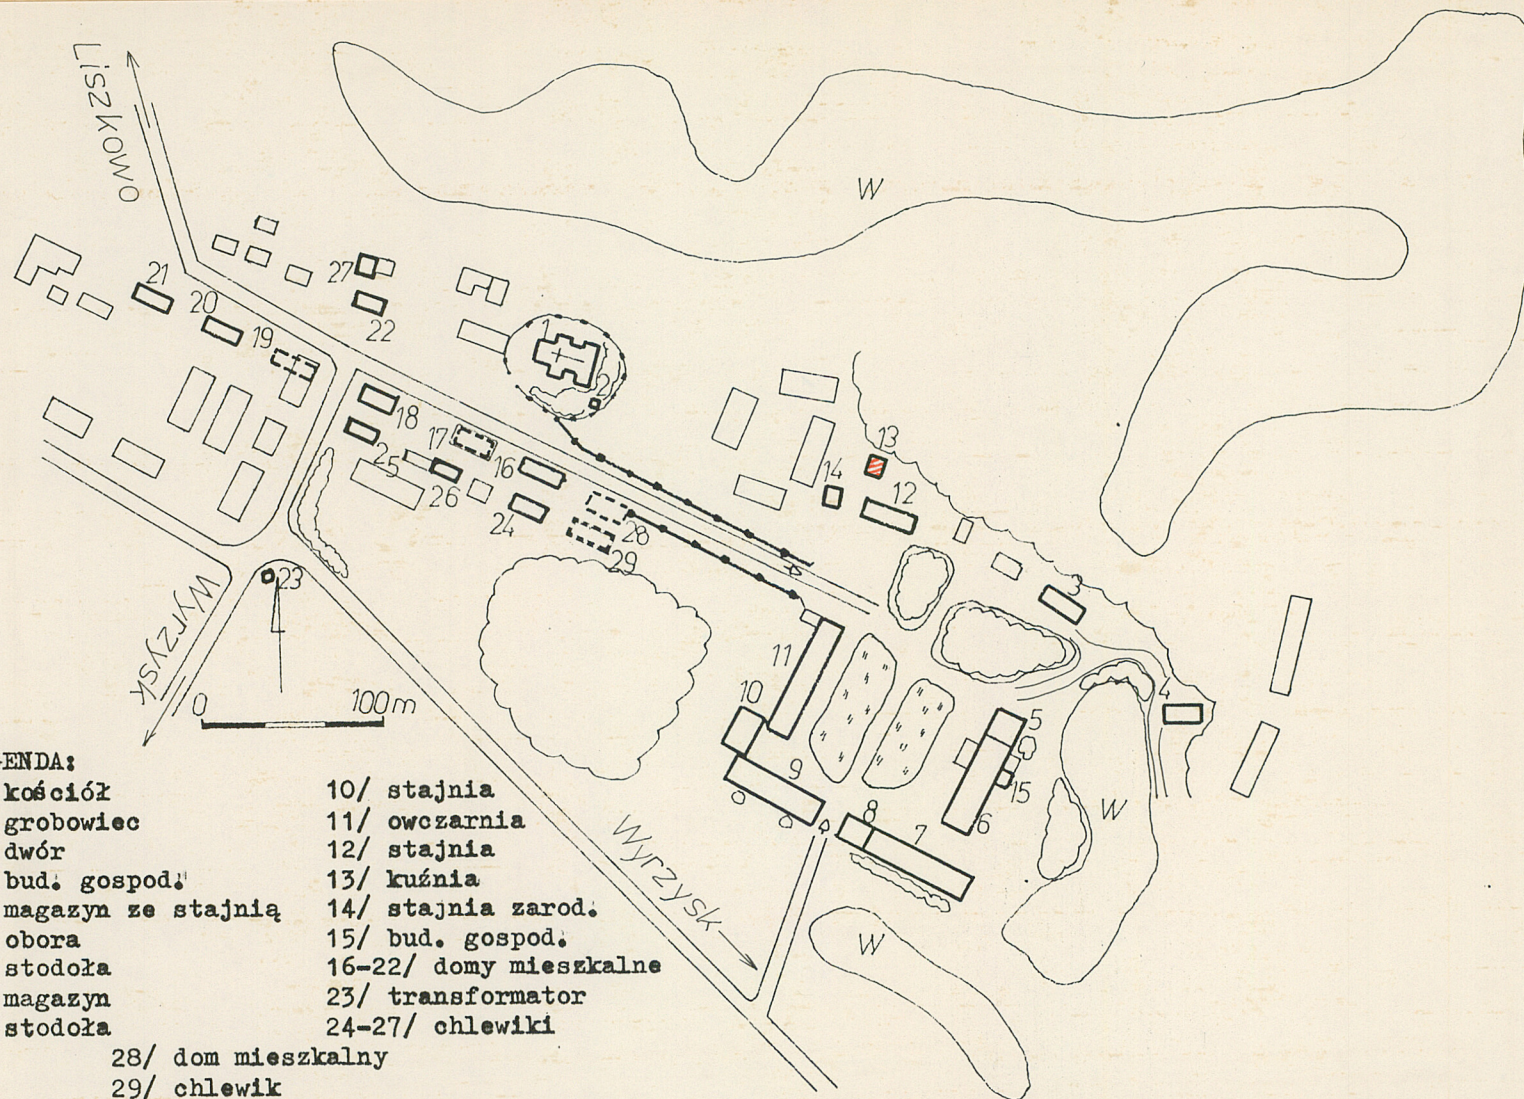 Liszkowo
W
21
20
19
27
22
1
2
18
25
17
16
26
24
28
29
13
14
12
3
4
23
Wyrzysk
0 100m
11
10
9
5
15
6
8
7
W
W
Wyrzysk
ENDA:
kościół
grobowiec
dwór
bud. gospod.
magazyn ze stajnią
obora
stodoła
magazyn
stodoła
10/ stajnia
11/ owczarnia
12/ stajnia
13/ kuźnia
14/ stajnia zarod.
15/ bud. gospod.
16-22/ domy mieszkalne
23/ transformator
24-27/ chlewiki
28/ dom mieszkalny
29/ chlewik